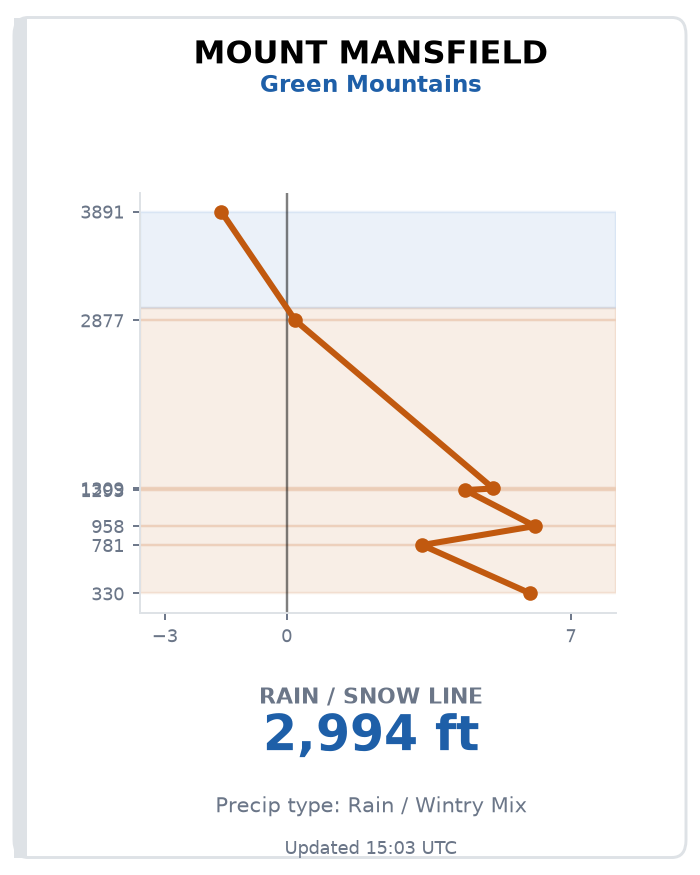 MOUNT MANSFIELD
Green Mountains
3891
2877
958
781
330
−3 0 7
RAIN / SNOW LINE
2,994 ft
Precip type: Rain / Wintry Mix
Updated 15:03 UTC